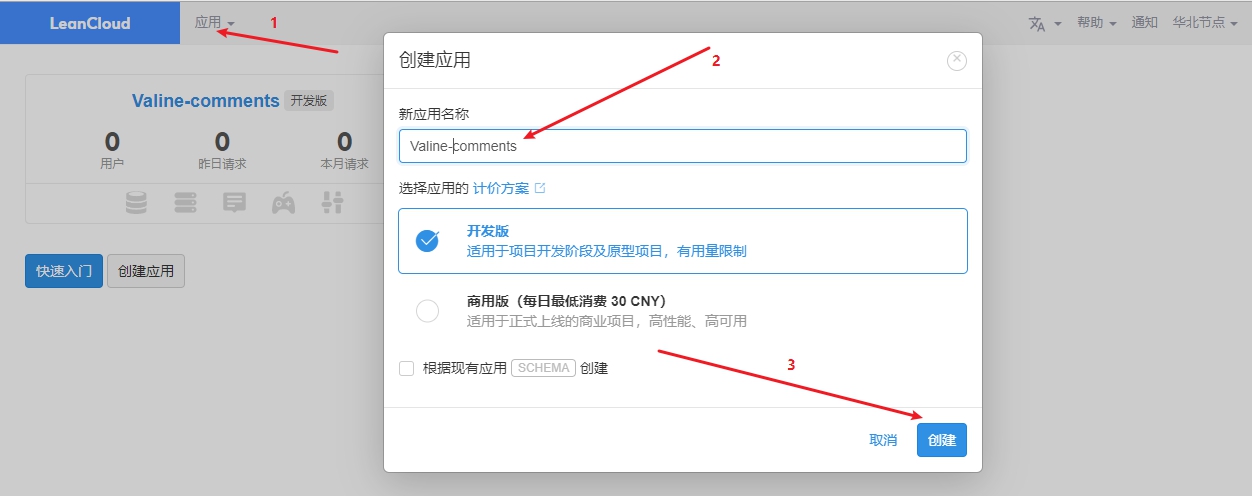 LeanCloud
应用
1
帮助
通知
华北节点
Valine-comments 开发版
0
用户
0
昨日请求
0
本月请求
快速入门
创建应用
创建应用
2
新应用名称
Valine-comments
选择应用的 计价方案
开发版
适用于项目开发阶段及原型项目，有用量限制
商用版（每日最低消费 30 CNY）
适用于正式上线的商业项目，高性能、高可用
根据现有应用 SCHEMA 创建
3
取消
创建